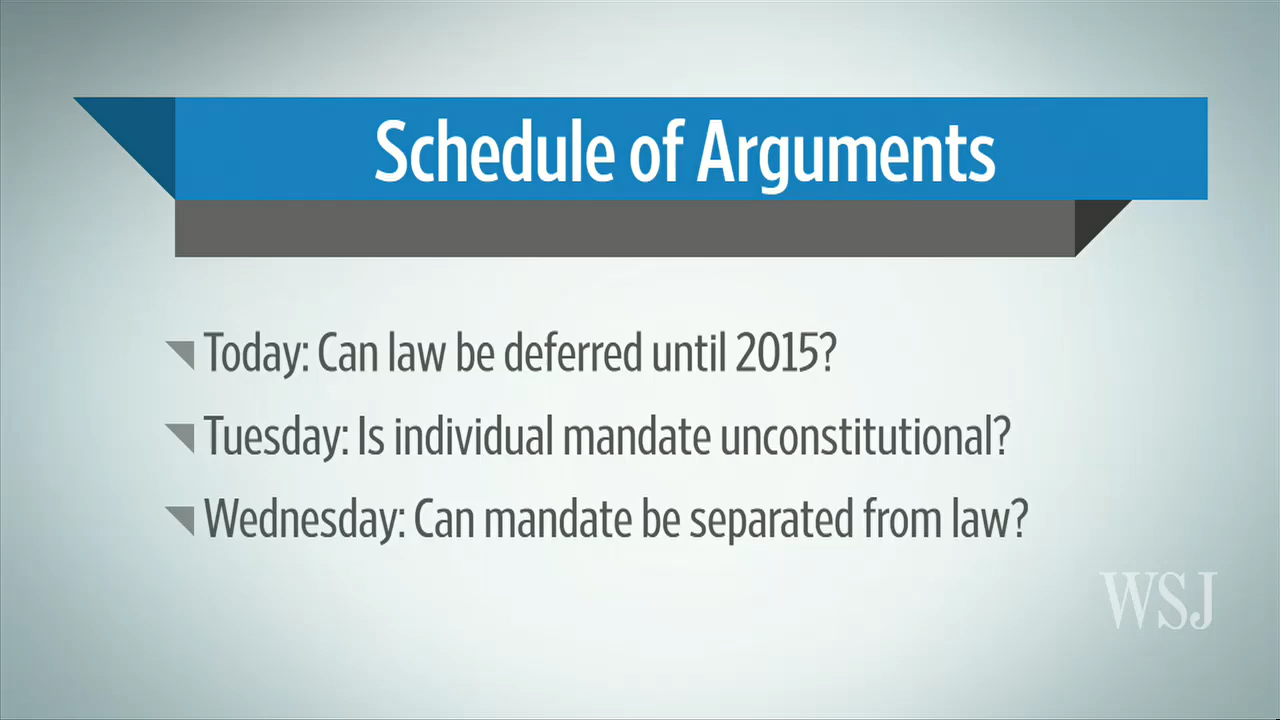 Schedule of Arguments
Today: Can law be deferred until 2015?
Tuesday: Is individual mandate unconstitutional?
Wednesday: Can mandate be separated from law?
WSJ